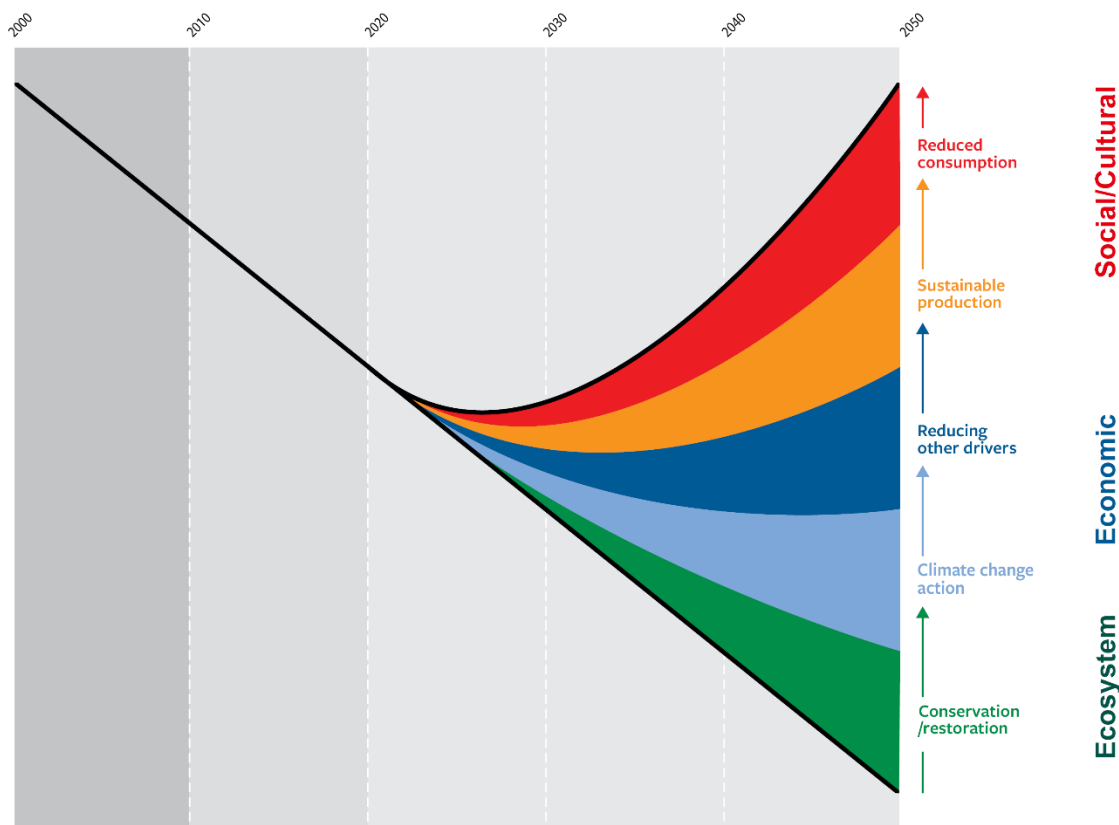 2000
2010
2020
2030
2040
2050
Reduced
consumption
Sustainable
production
Reducing
other drivers
Climate change
action
Conservation
/restoration
Social/Cultural
Economic
Ecosystem